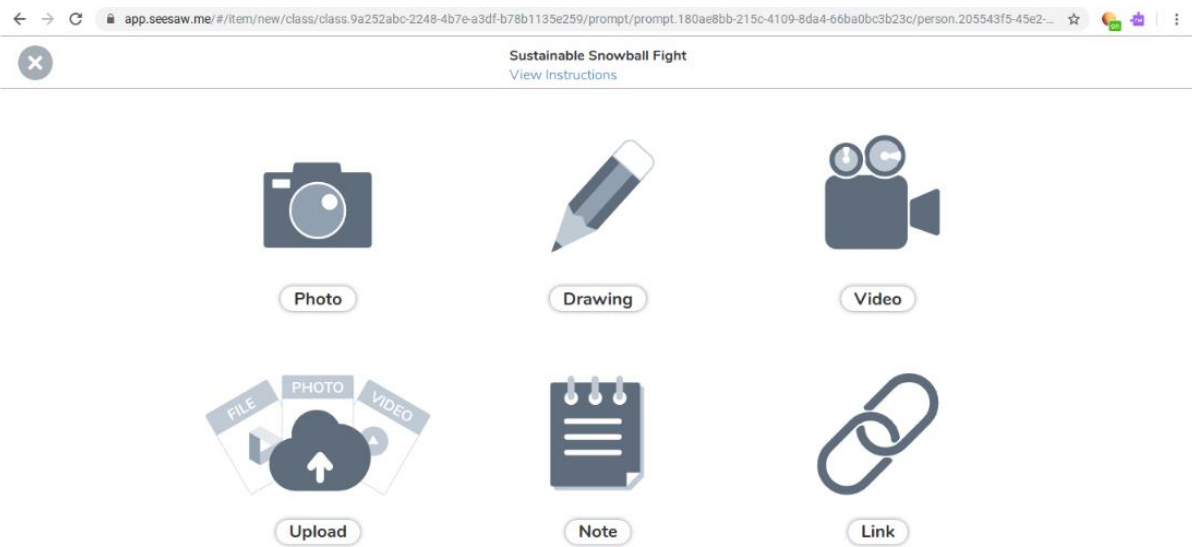 app.seesaw.me/#/item/new/class/class.9a252abc-2248-4b7e-a3df-b78b1135e259/prompt/prompt.180ae8bb-215c-4109-8da4-66ba0bc3b23c/person.205543f5-45e2-...
Sustainable Snowball Fight
View Instructions
Photo
Drawing
Video
FILE
PHOTO
VIDEO
Upload
Note
Link